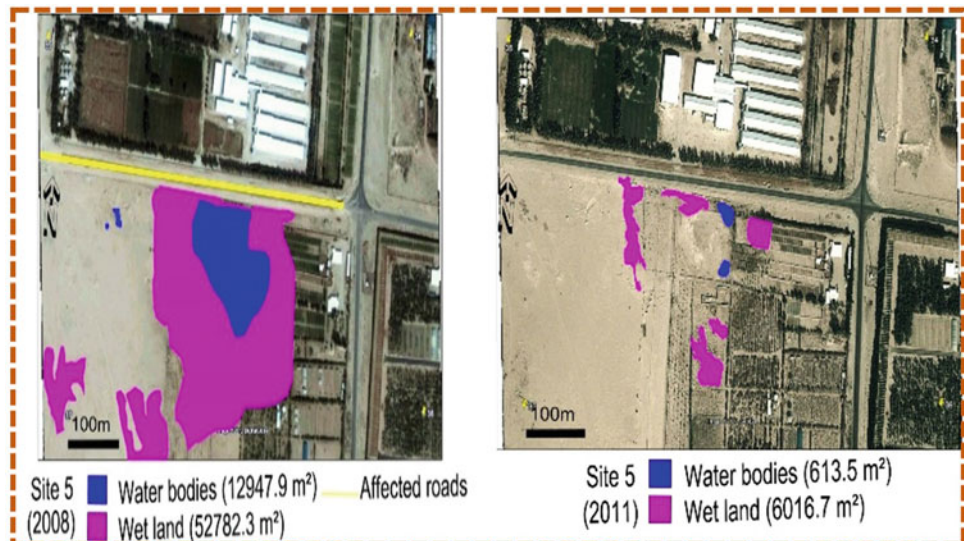 100m
100m
Site 5
(2008)
Water bodies (12947.9 m²)
Affected roads
Wet land (52782.3 m²)
Site 5
(2011)
Water bodies (613.5 m²)
Wet land (6016.7 m²)